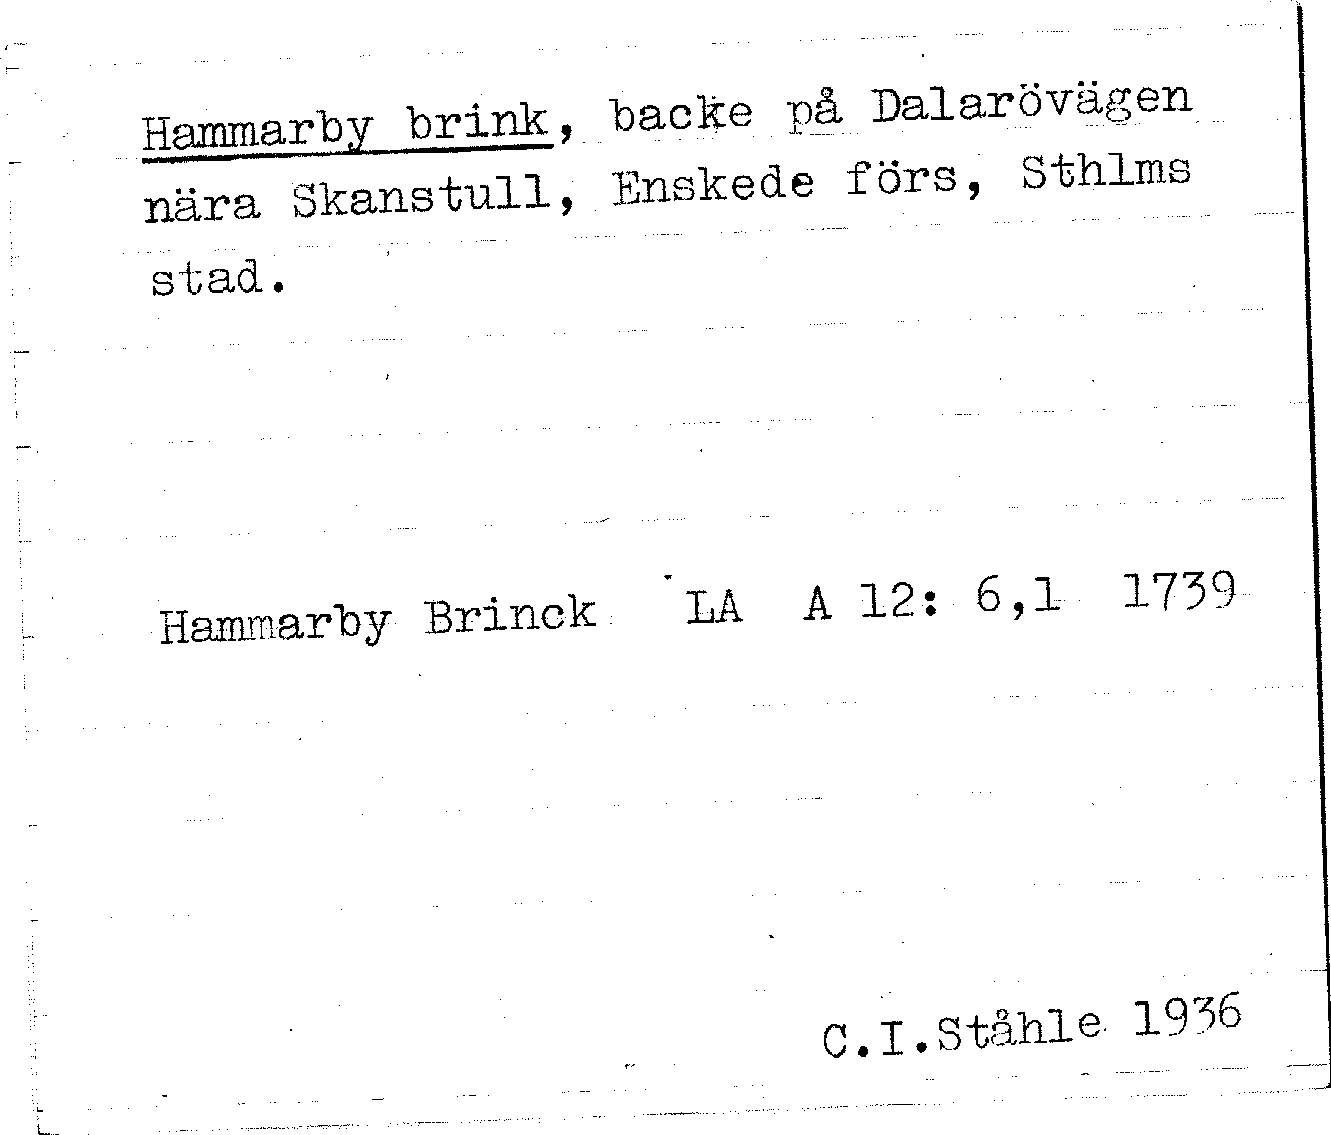 Hammarby brink, backe på Dalarövägen
nära Skanstull, Enskede förs, Sthlms
stad.
Hammarby Brinck LA A 12: 6,1 1739
C.I.Ståhle 1936